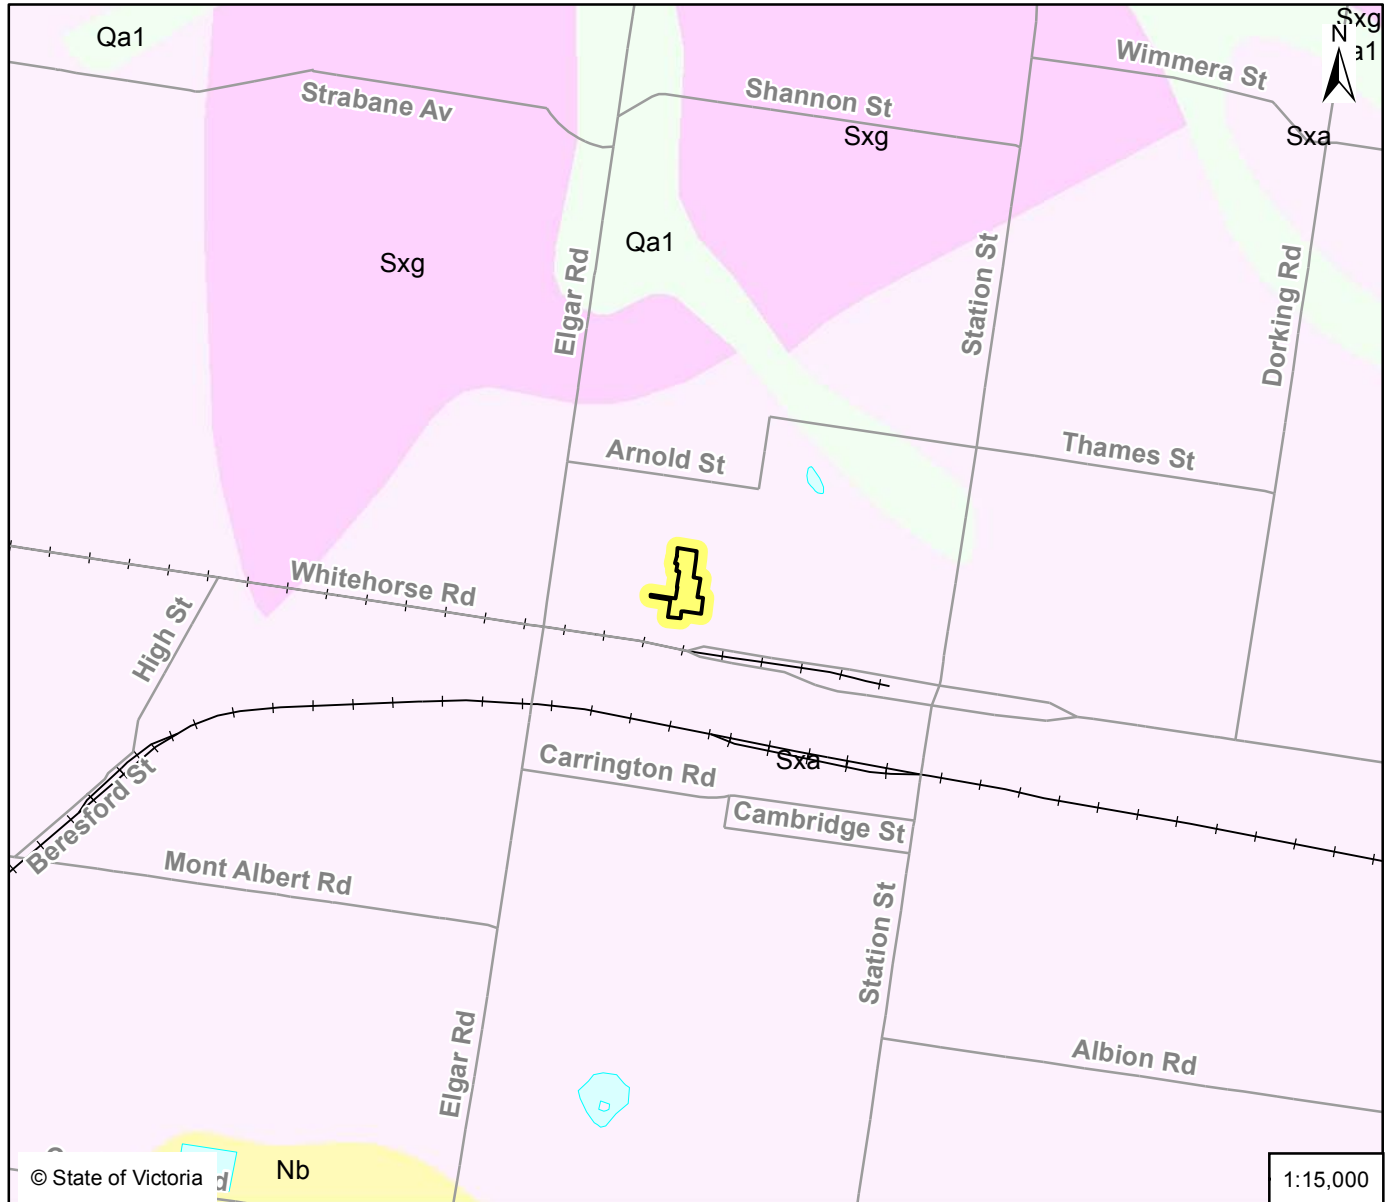 Qa1
Sxg
N
a1
Wimmera St
Strabane Av
Shannon St
Sxg
Sxa
Qa1
Sxg
Elgar Rd
Station St
Dorking Rd
Arnold St
Thames St
Whitehorse Rd
High St
Sxa
Carrington Rd
Beresford St
Cambridge St
Mont Albert Rd
Station St
Elgar Rd
Albion Rd
Nb
© State of Victoria
d
1:15,000